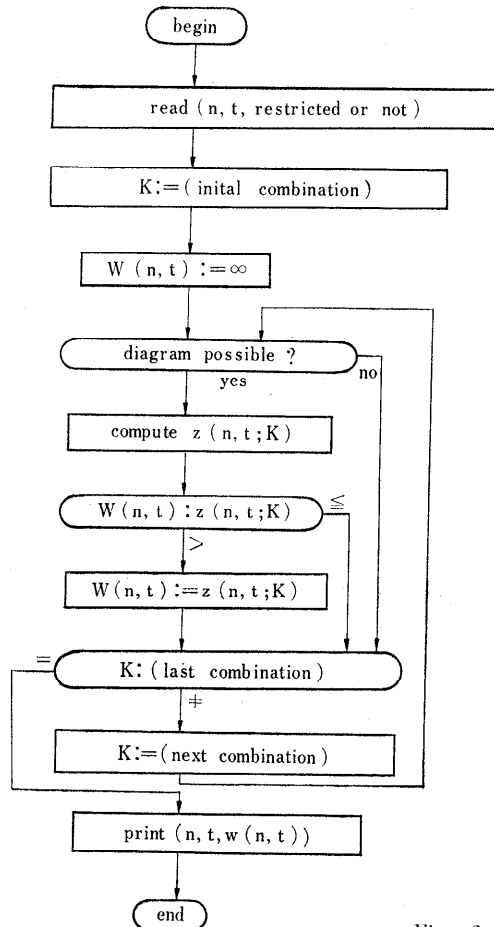 begin
read (n, t, restricted or not)
K:=(inital combination)
W (n, t) :=∞
diagram possible ?
no
yes
compute z (n, t ; K)
W (n, t) : z (n, t ; K)
≦
>
W (n, t) := z (n, t ; K)
=
K: (last combination)
≠
K:=(next combination)
print (n, t, w (n, t))
end